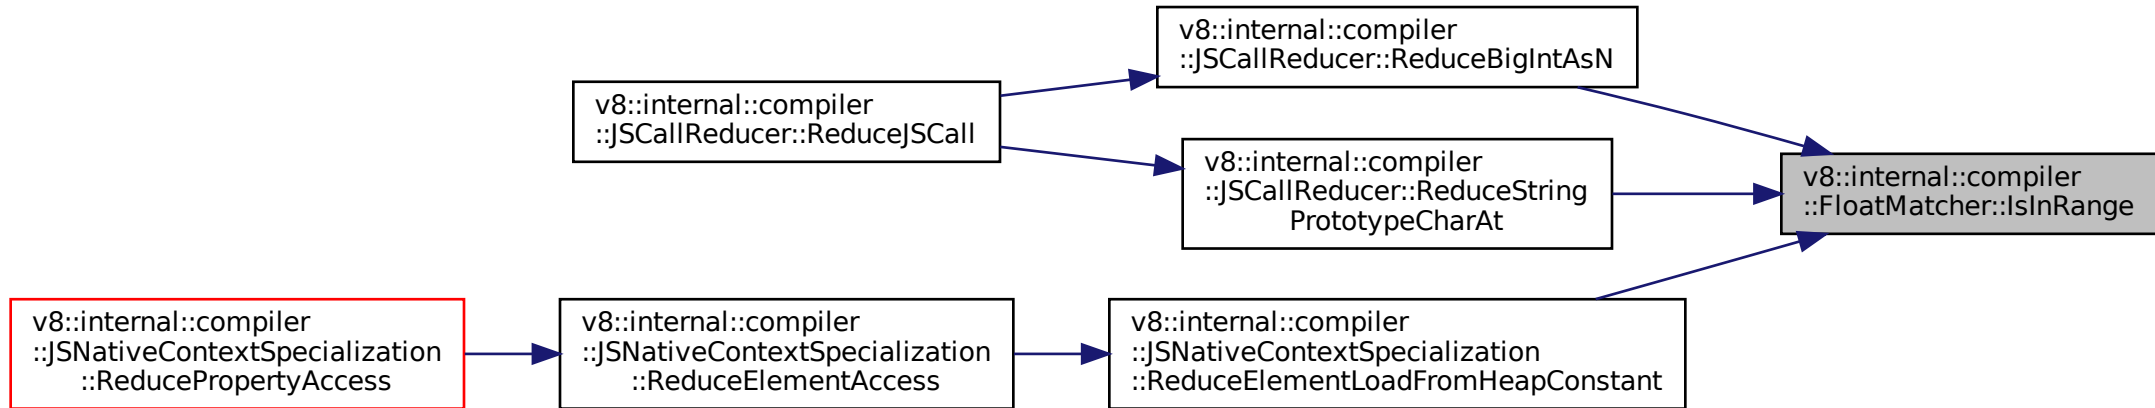 v8::internal::compiler
::JSCallReducer::ReduceBigIntAsN
v8::internal::compiler
::JSCallReducer::ReduceJSCall
v8::internal::compiler
::JSCallReducer::ReduceString
PrototypeCharAt
v8::internal::compiler
::FloatMatcher::IsInRange
v8::internal::compiler
::JSNativeContextSpecialization
::ReducePropertyAccess
v8::internal::compiler
::JSNativeContextSpecialization
::ReduceElementAccess
v8::internal::compiler
::JSNativeContextSpecialization
::ReduceElementLoadFromHeapConstant